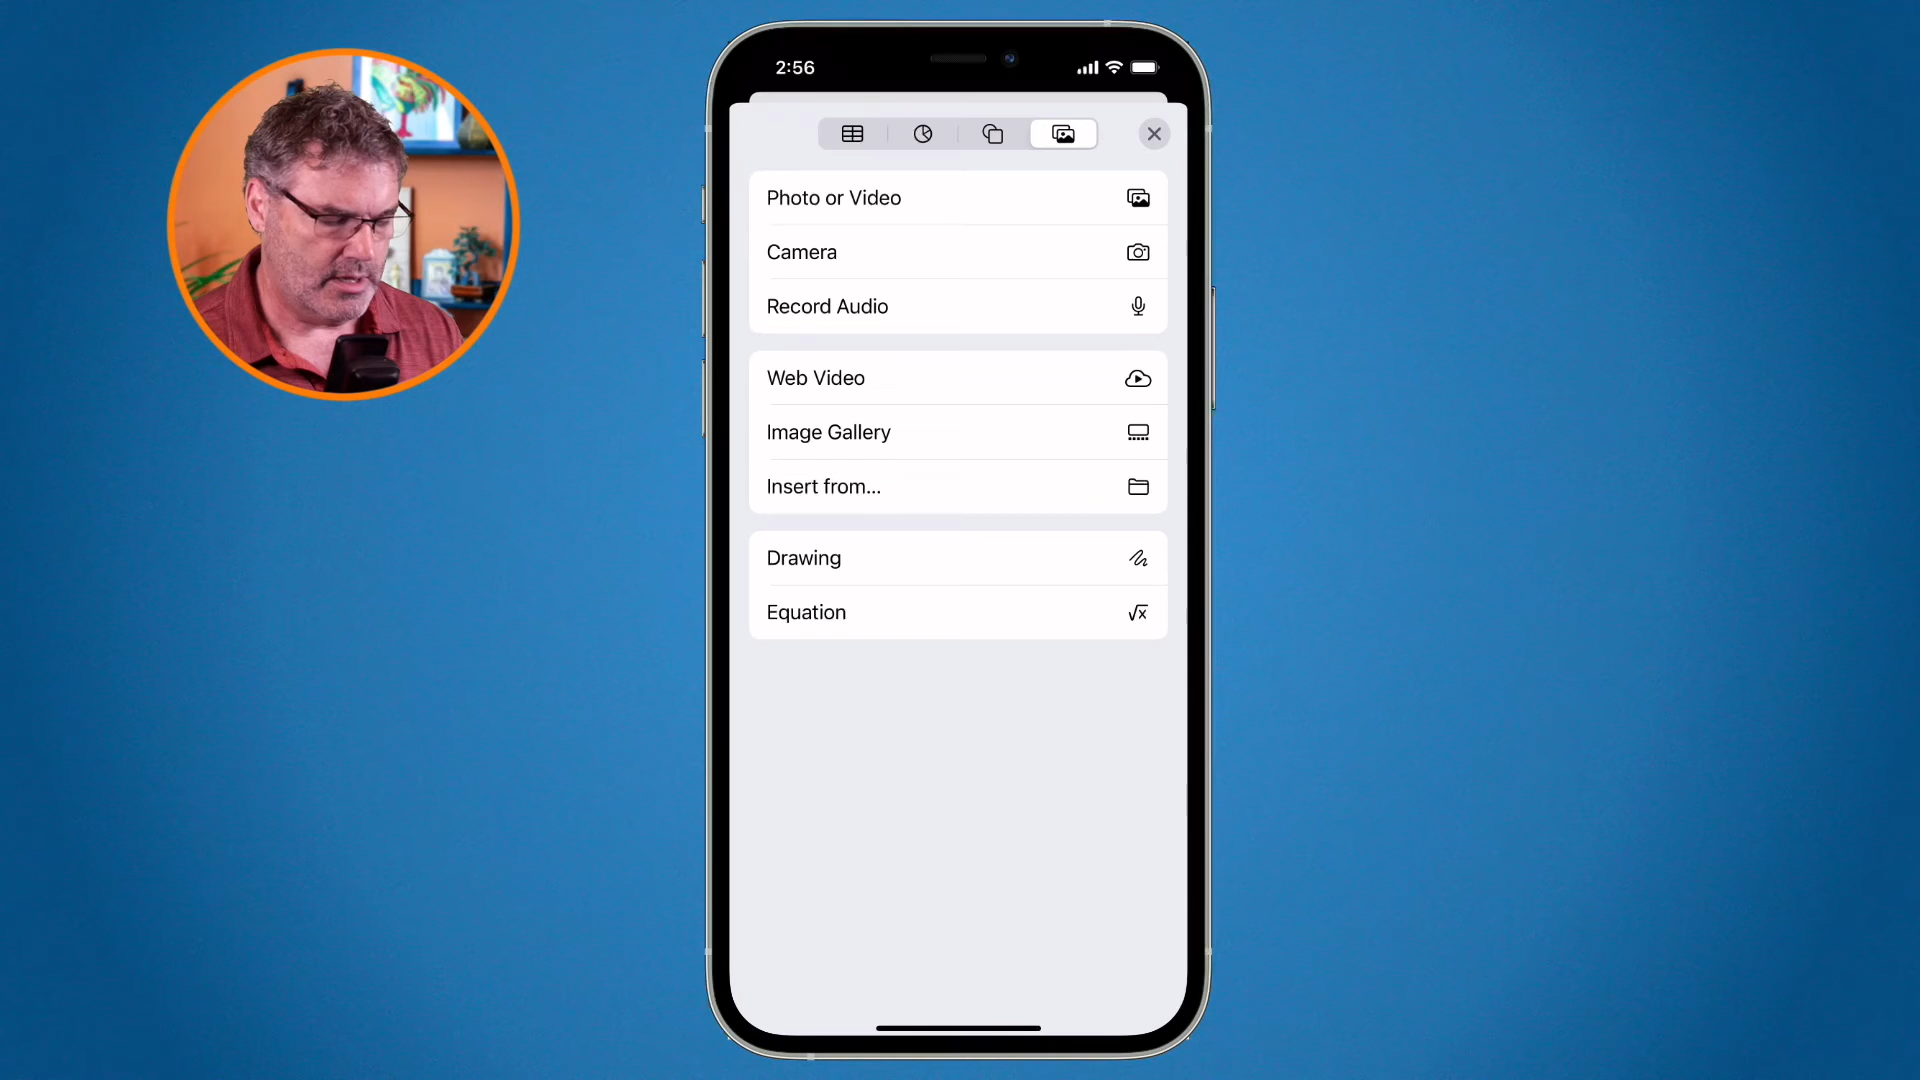 2:56
Photo or Video
Camera
Record Audio
Web Video
Image Gallery
Insert from...
Drawing
Equation